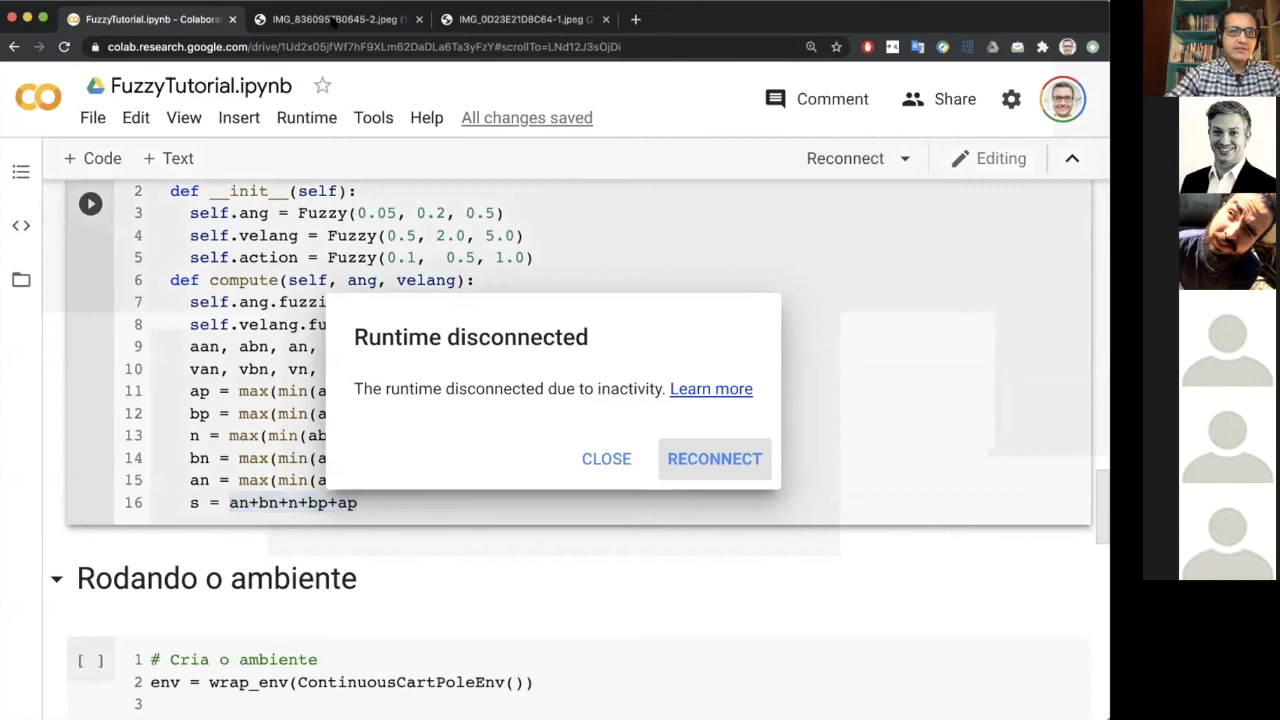 FuzzyTutorial.ipynb - Colabora
IMG_836095780645-2.jpeg (1
IMG_0D23E21D8C64-1.jpeg (2
colab.research.google.com/drive/1Ud2x05jfWf7hF9XLm62DaDLa6Ta3yFzY#scrollTo=LNd12J3sOjDi
CO FuzzyTutorial.ipynb
Comment Share
File Edit View Insert Runtime Tools Help All changes saved
+ Code + Text Reconnect Editing
2 def __init__(self):
3 self.ang = Fuzzy(0.05, 0.2, 0.5)
4 self.velang = Fuzzy(0.5, 2.0, 5.0)
5 self.action = Fuzzy(0.1, 0.5, 1.0)
6 def compute(self, ang, velang):
7 self.ang.fuzzi
8 self.velang.fu
9 aan, abn, an,
10 van, vbn, vn,
11 ap = max(min(a
12 bp = max(min(a
13 n = max(min(ab
14 bn = max(min(a
15 an = max(min(a
16 s = an+bn+n+bp+ap
Runtime disconnected
The runtime disconnected due to inactivity. Learn more
CLOSE RECONNECT
Rodando o ambiente
[ ] 1 # Cria o ambiente
2 env = wrap_env(ContinuousCartPoleEnv())
3